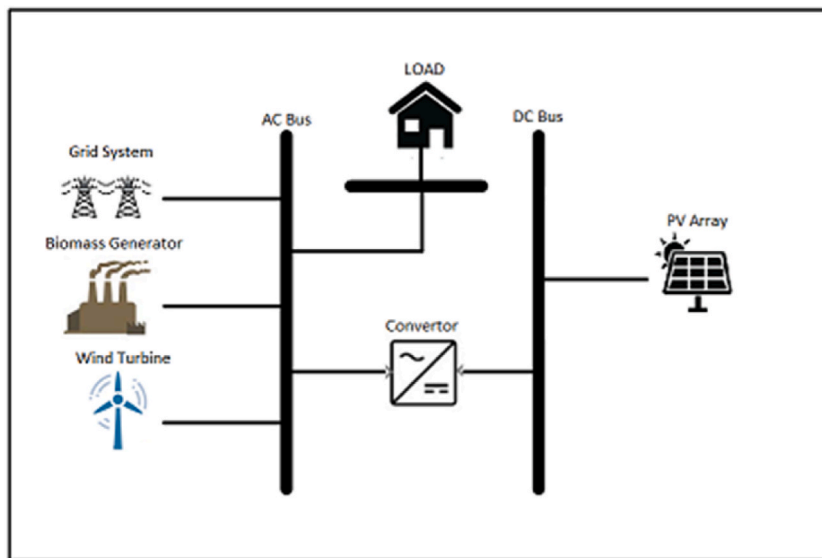 LOAD
AC Bus
DC Bus
Grid System
PV Array
Biomass Generator
Convertor
Wind Turbine